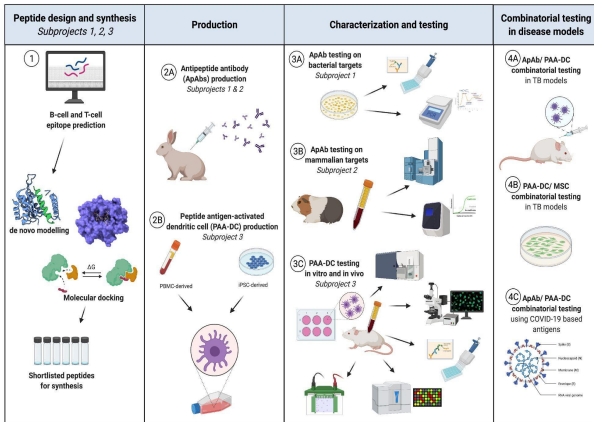 Peptide design and synthesis
Subprojects 1, 2, 3
1
B-cell and T-cell
epitope prediction
de novo modelling
ΔG
Molecular docking
Shortlisted peptides
for synthesis
Production
2A
Antipeptide antibody
(ApAbs) production
Subprojects 1 & 2
2B
Peptide antigen-activated
dendritic cell (PAA-DC) production
Subproject 3
PBMC-derived
iPSC-derived
Characterization and testing
3A
ApAb testing on
bacterial targets
Subproject 1
3B
ApAb testing on
mammalian targets
Subproject 2
3C
PAA-DC testing
in vitro and in vivo
Subproject 3
Combinatorial testing
in disease models
4A
ApAb/ PAA-DC
combinatorial testing
in TB models
4B
PAA-DC/ MSC
combinatorial testing
in TB models
4C
ApAb/ PAA-DC
combinatorial testing
using COVID-19 based
antigens
Spike (S)
Nucleocapsid (N)
Membrane (M)
Envelope (E)
RNA viral genome